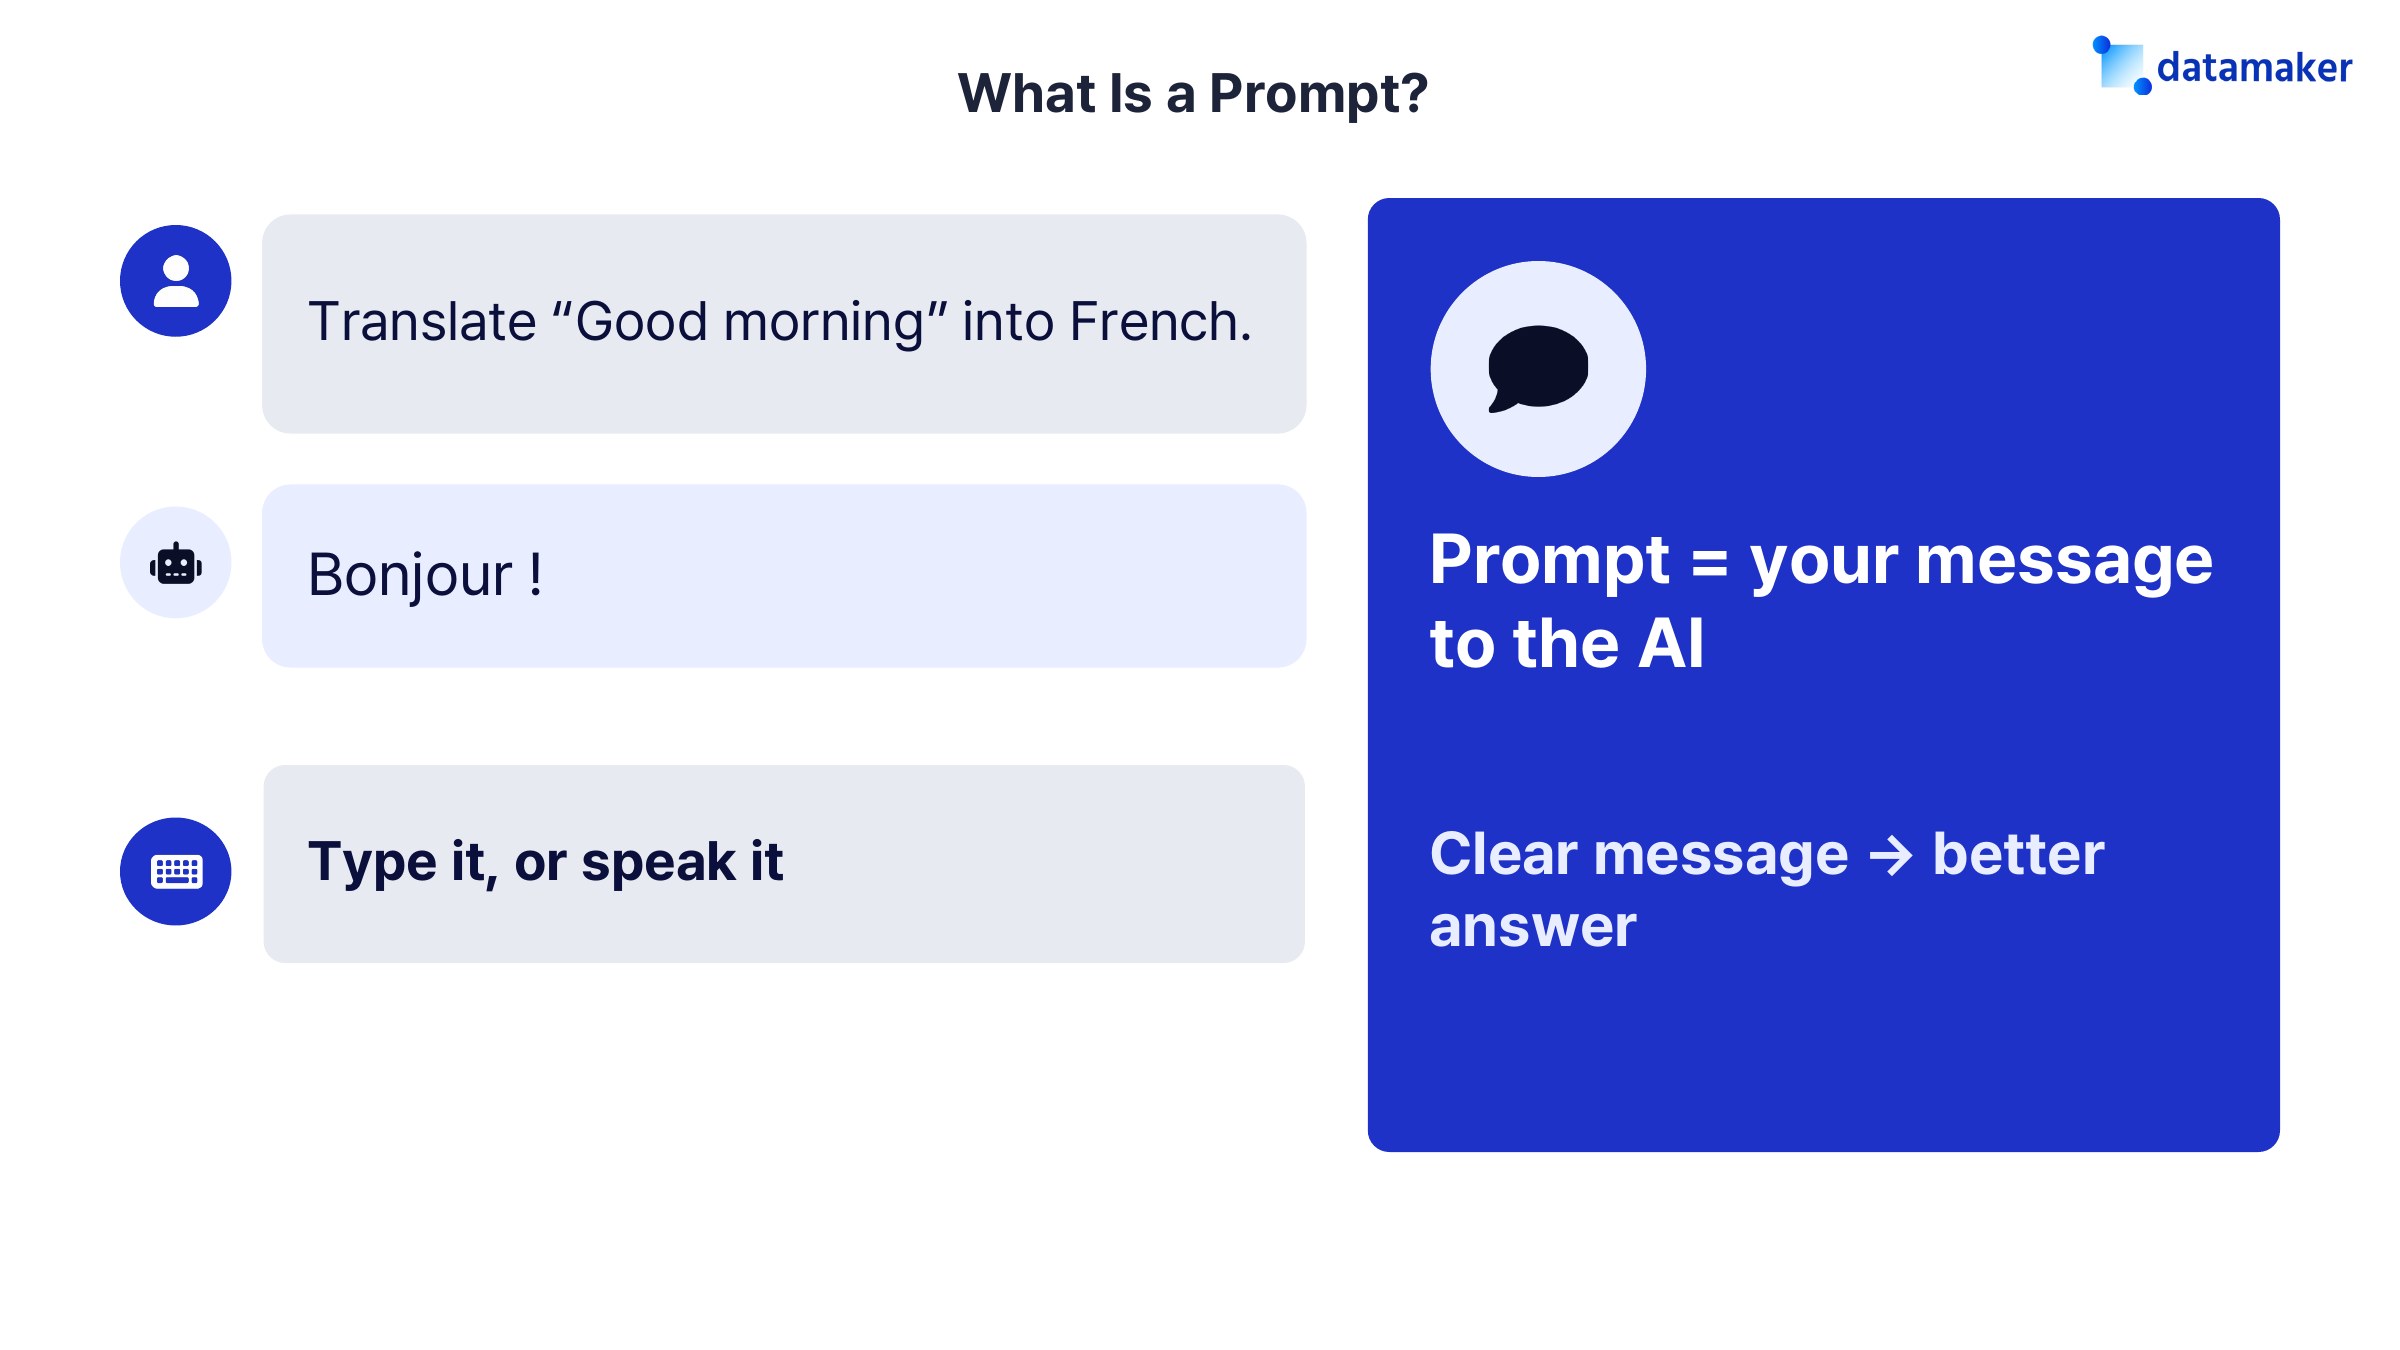 What Is a Prompt?
datamaker
Translate “Good morning” into French.
Bonjour !
Type it, or speak it
Prompt = your message
to the AI
Clear message → better
answer